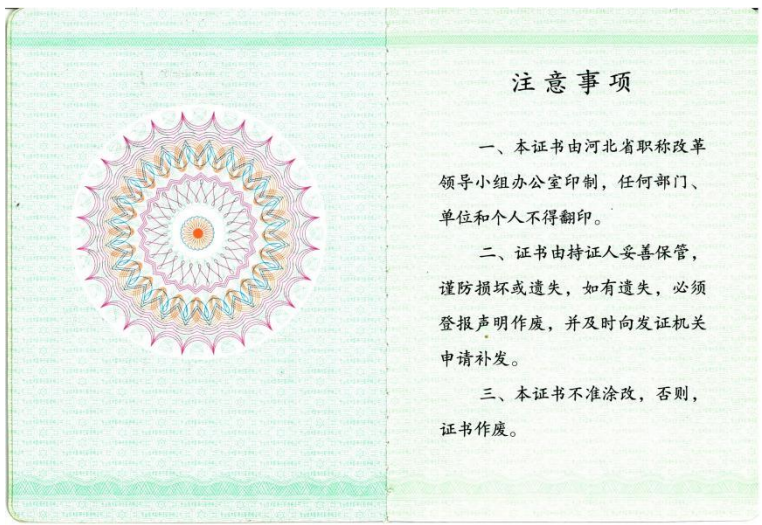 注意事项
一、本证书由河北省职称改革
领导小组办公室印制，任何部门、
单位和个人不得翻印。
二、证书由持证人妥善保管，
谨防损坏或遗失，如有遗失，必须
登报声明作废，并及时向发证机关
申请补发。
三、本证书不准涂改，否则，
证书作废。